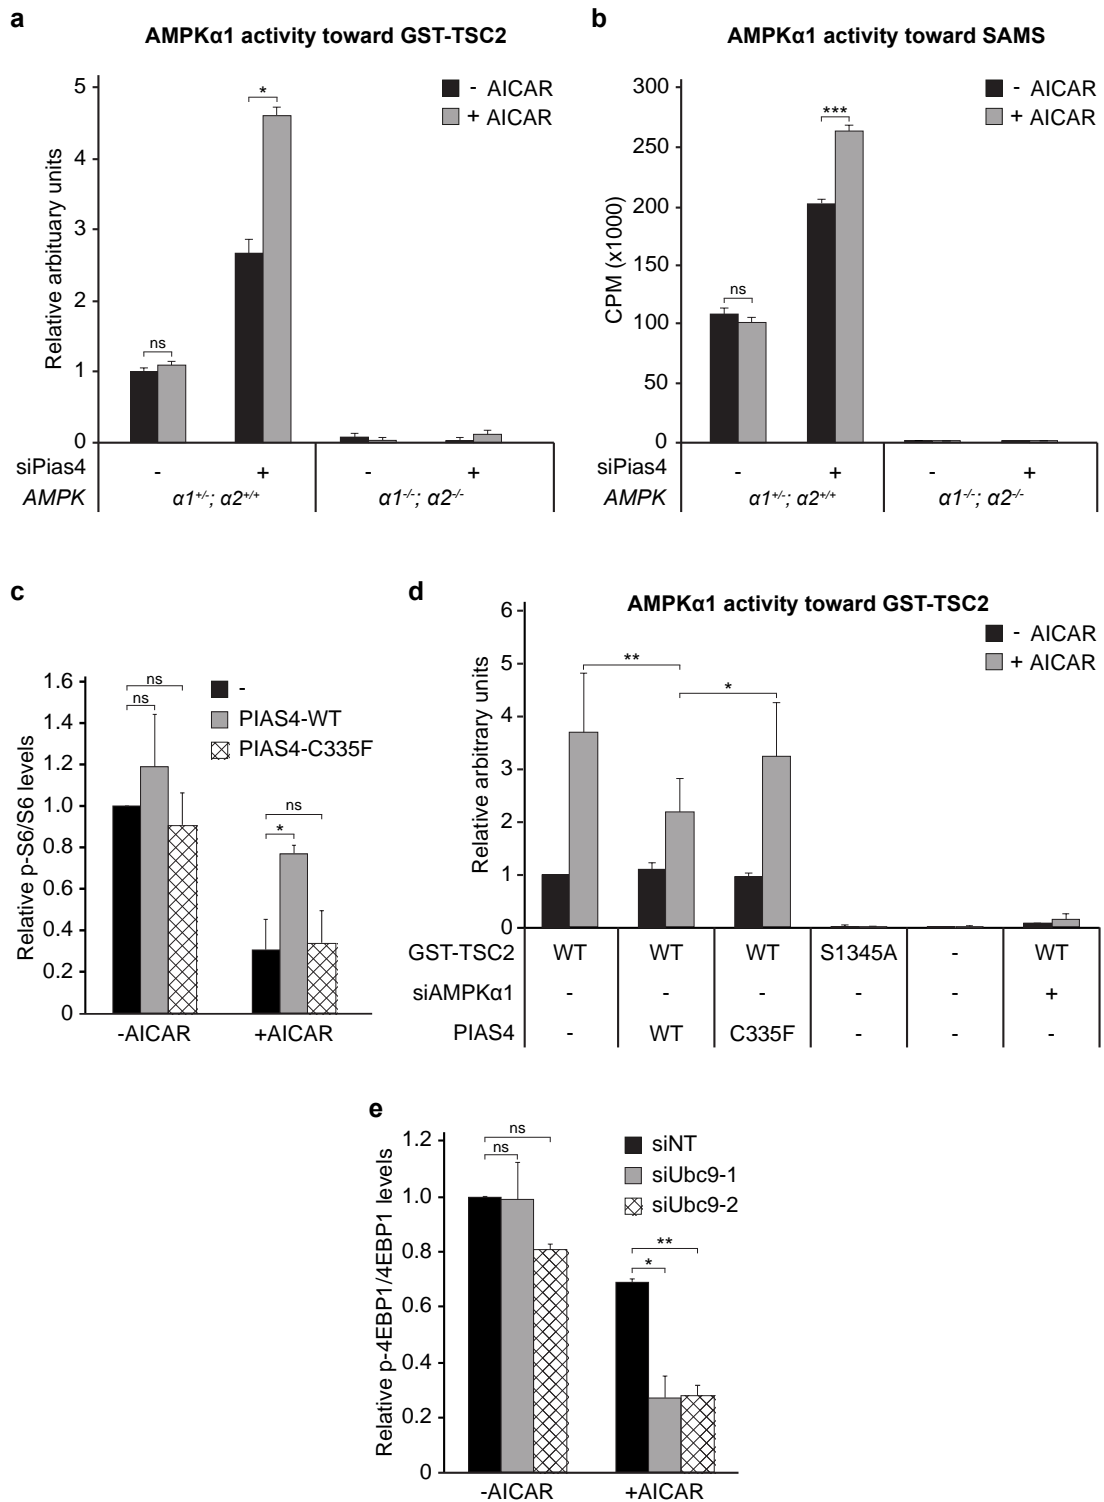 a
AMPKα1 activity toward GST-TSC2
- AICAR
+ AICAR
Relative arbituary units
5
4
3
2
1
0
*
ns
siPias4 - + - +
AMPK α1+/-; α2+/+ α1-/-; α2-/-
b
AMPKα1 activity toward SAMS
- AICAR
+ AICAR
CPM (x1000)
300
250
200
150
100
50
0
***
ns
siPias4 - + - +
AMPK α1+/-; α2+/+ α1-/-; α2-/-
c
-
PIAS4-WT
PIAS4-C335F
Relative p-S6/S6 levels
1.6
1.4
1.2
1.0
0.8
0.6
0.4
0.2
0
ns
ns
ns
*
-AICAR +AICAR
d
AMPKα1 activity toward GST-TSC2
- AICAR
+ AICAR
Relative arbitrary units
6
5
4
3
2
1
0
**
*
GST-TSC2 WT WT WT S1345A - WT
siAMPKα1 - - - - - +
PIAS4 - WT C335F - - -
e
siNT
siUbc9-1
siUbc9-2
Relative p-4EBP1/4EBP1 levels
1.2
1.0
0.8
0.6
0.4
0.2
0
ns
ns
**
*
-AICAR +AICAR